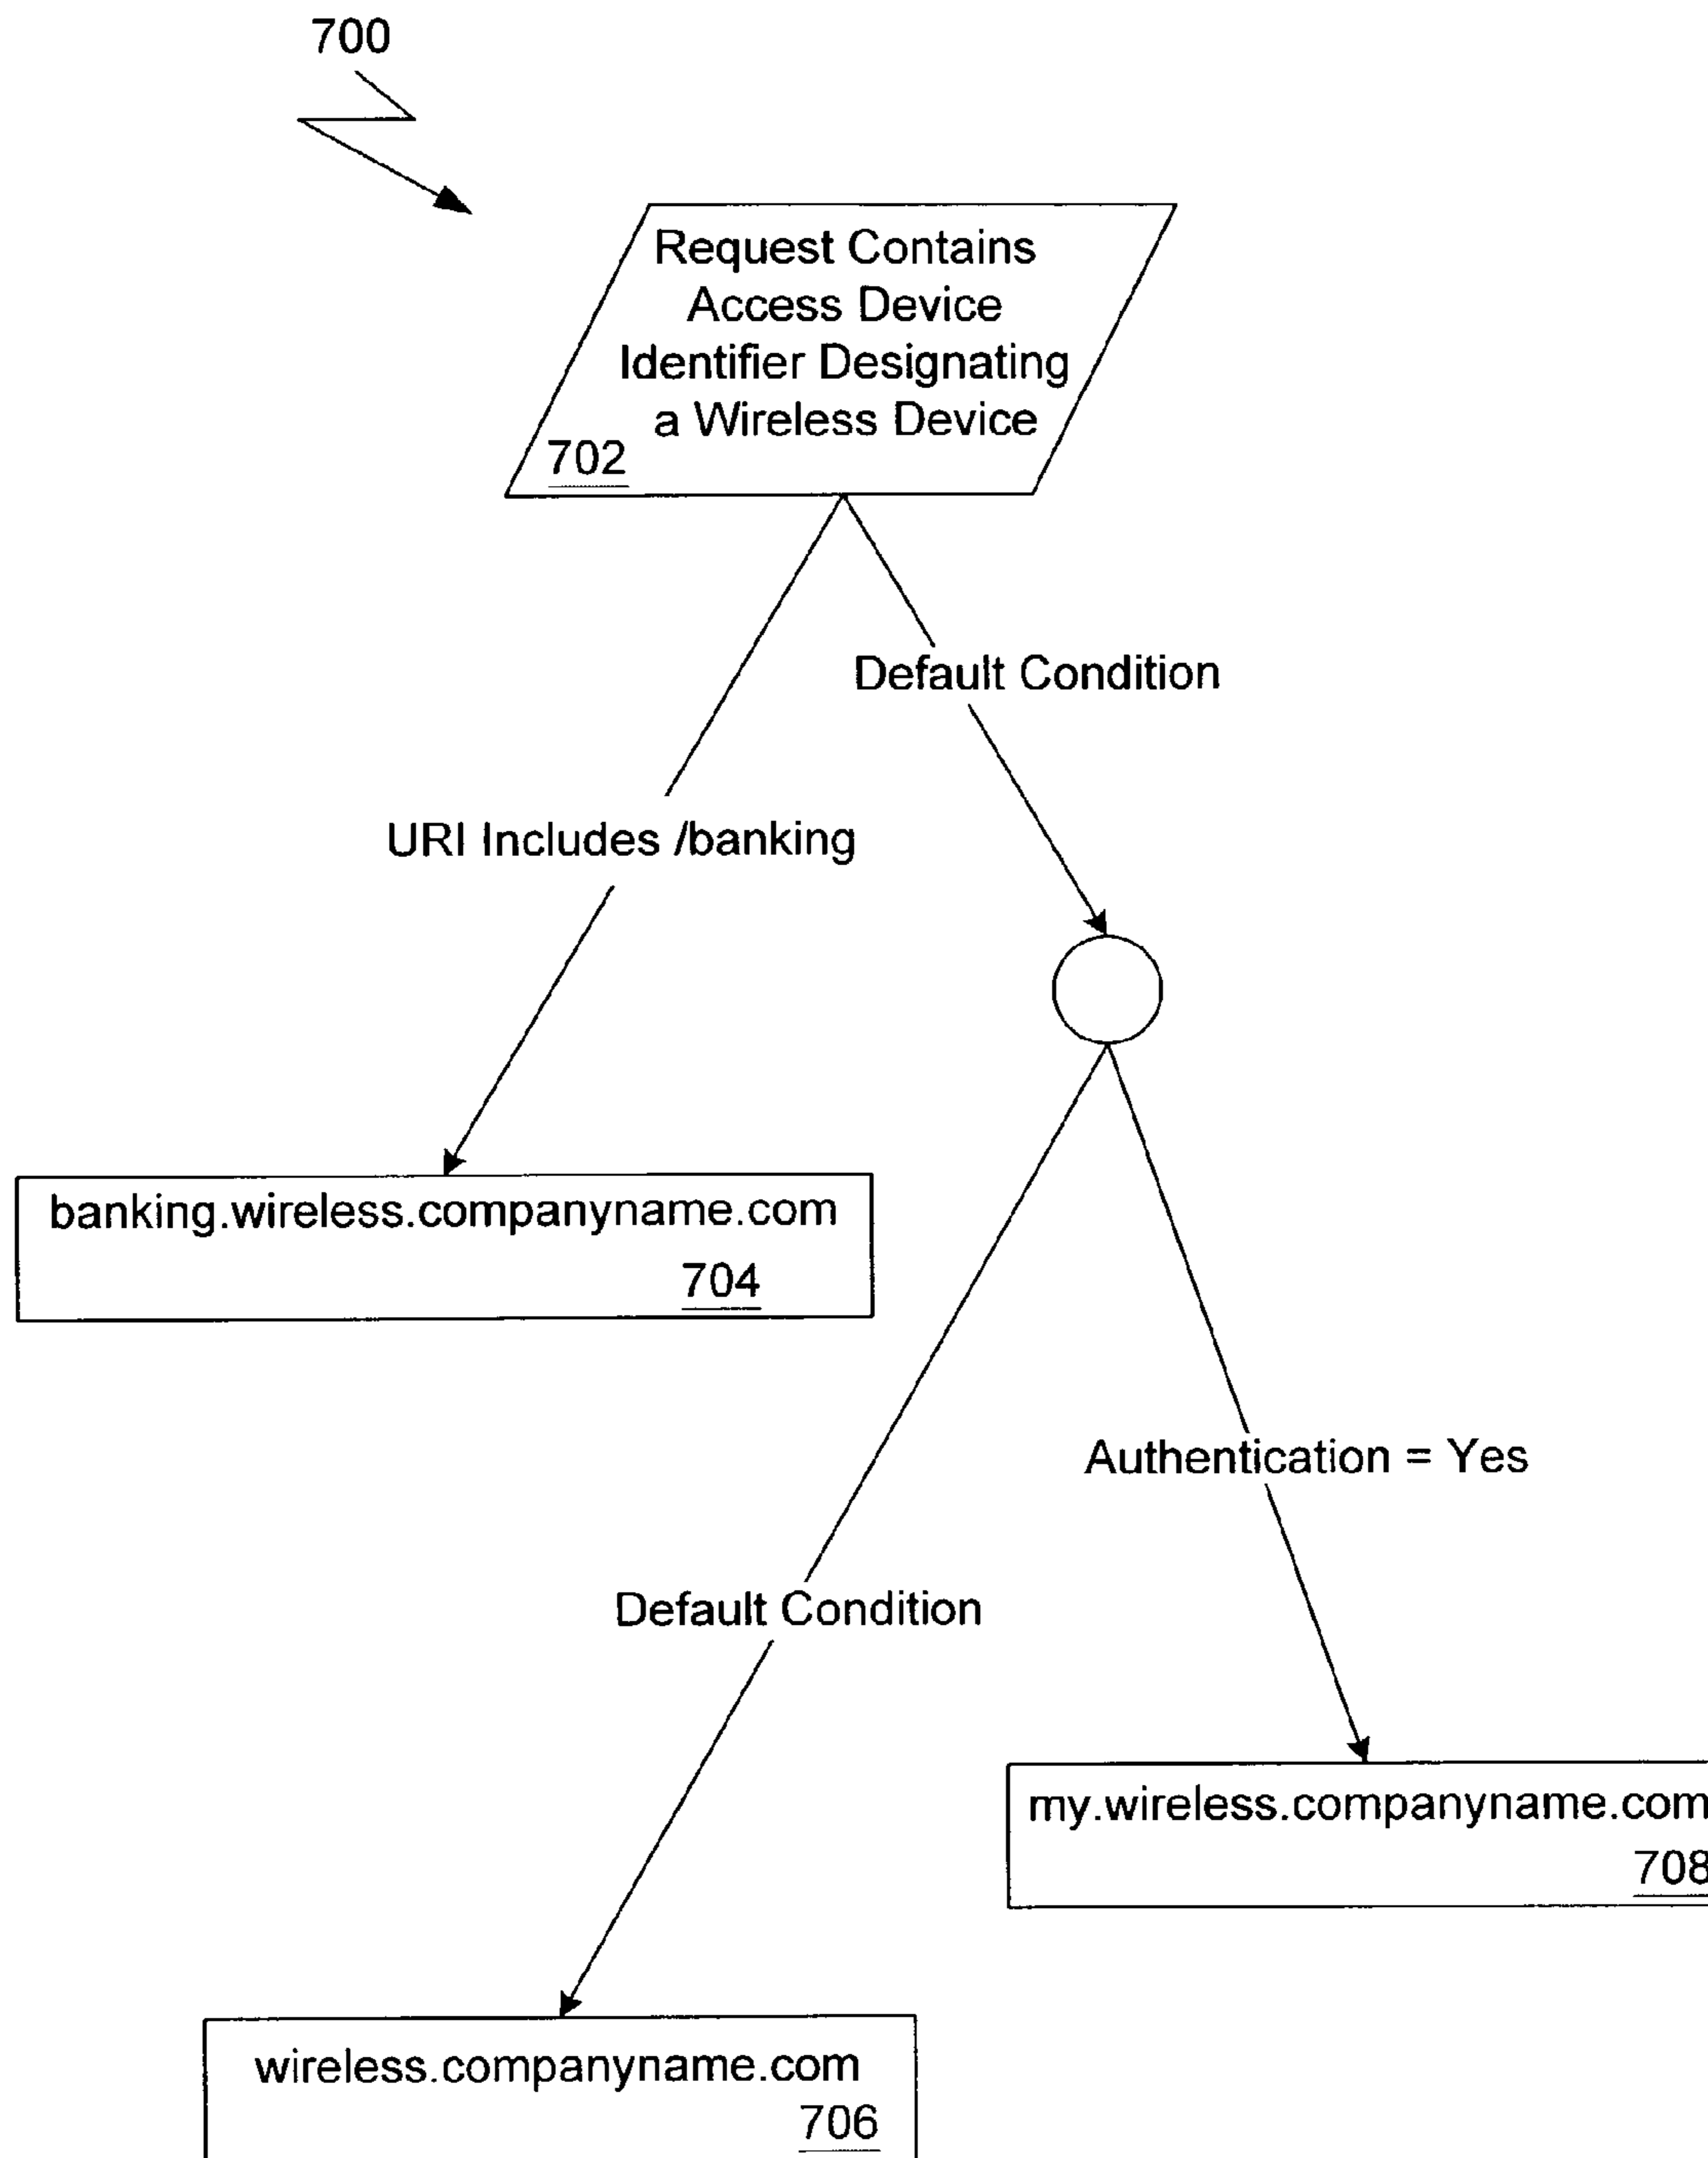 700
Request Contains
Access Device
Identifier Designating
a Wireless Device
702
Default Condition
URI Includes /banking
banking.wireless.companyname.com
704
Authentication = Yes
Default Condition
my.wireless.companyname.com
708
wireless.companyname.com
706